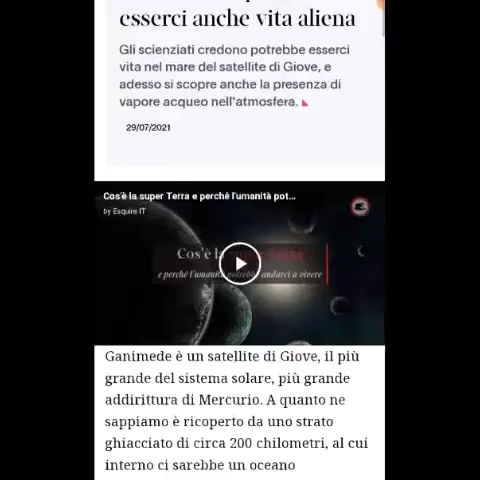 esserci anche vita aliena
Gli scienziati credono potrebbe esserci
vita nel mare del satellite di Giove, e
adesso si scopre anche la presenza di
vapore acqueo nell'atmosfera.
29/07/2021
Cos'è la super Terra e perché l'umanità pot...
by Esquire IT
Cos'è la super Terra
e perché l'umanità potrebbe andarci a vivere
Ganimede è un satellite di Giove, il più
grande del sistema solare, più grande
addirittura di Mercurio. A quanto ne
sappiamo è ricoperto da uno strato
ghiacciato di circa 200 chilometri, al cui
interno ci sarebbe un oceano